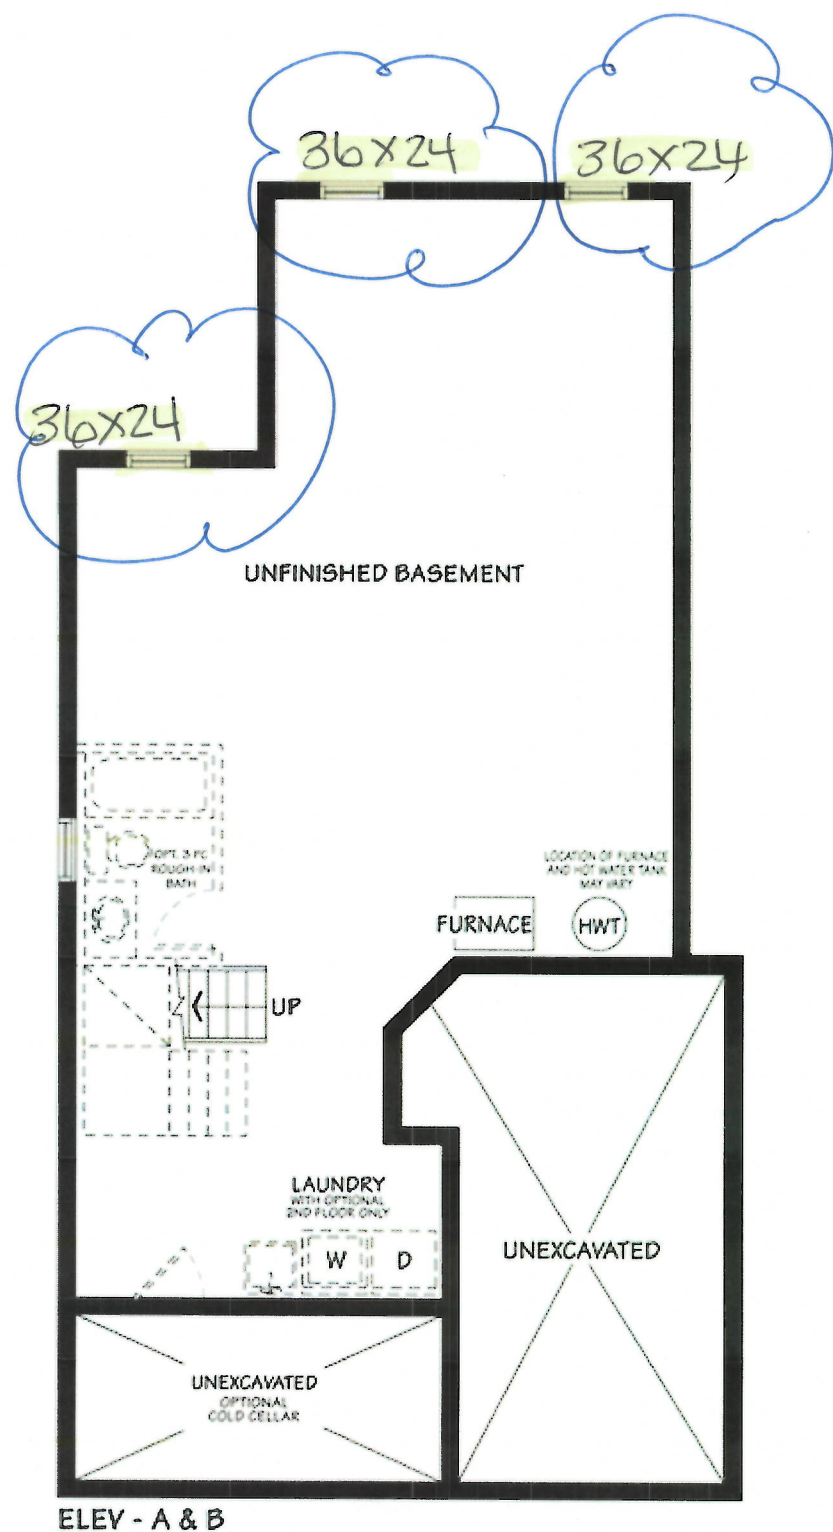 36X24
36X24
36X24
UNFINISHED BASEMENT
OPT. 3 PC
ROUGH-IN
BATH
LOCATION OF FURNACE
AND HOT WATER TANK
MAY VARY
FURNACE
HWT
UP
LAUNDRY
WITH OPTIONAL
2ND FLOOR ONLY
W
D
UNEXCAVATED
UNEXCAVATED
OPTIONAL
COLD CELLAR
ELEV - A & B